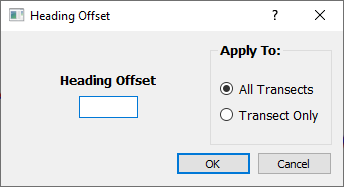 Heading Offset
Apply To:
Heading Offset
All Transects
Transect Only
OK
Cancel